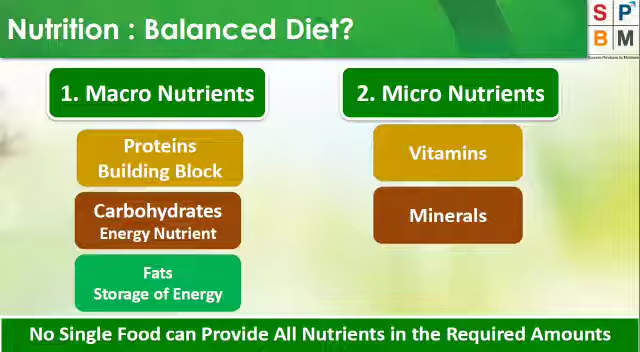 Nutrition : Balanced Diet?
S P
B M
1. Macro Nutrients
Proteins
Building Block
Carbohydrates
Energy Nutrient
Fats
Storage of Energy
2. Micro Nutrients
Vitamins
Minerals
No Single Food can Provide All Nutrients in the Required Amounts